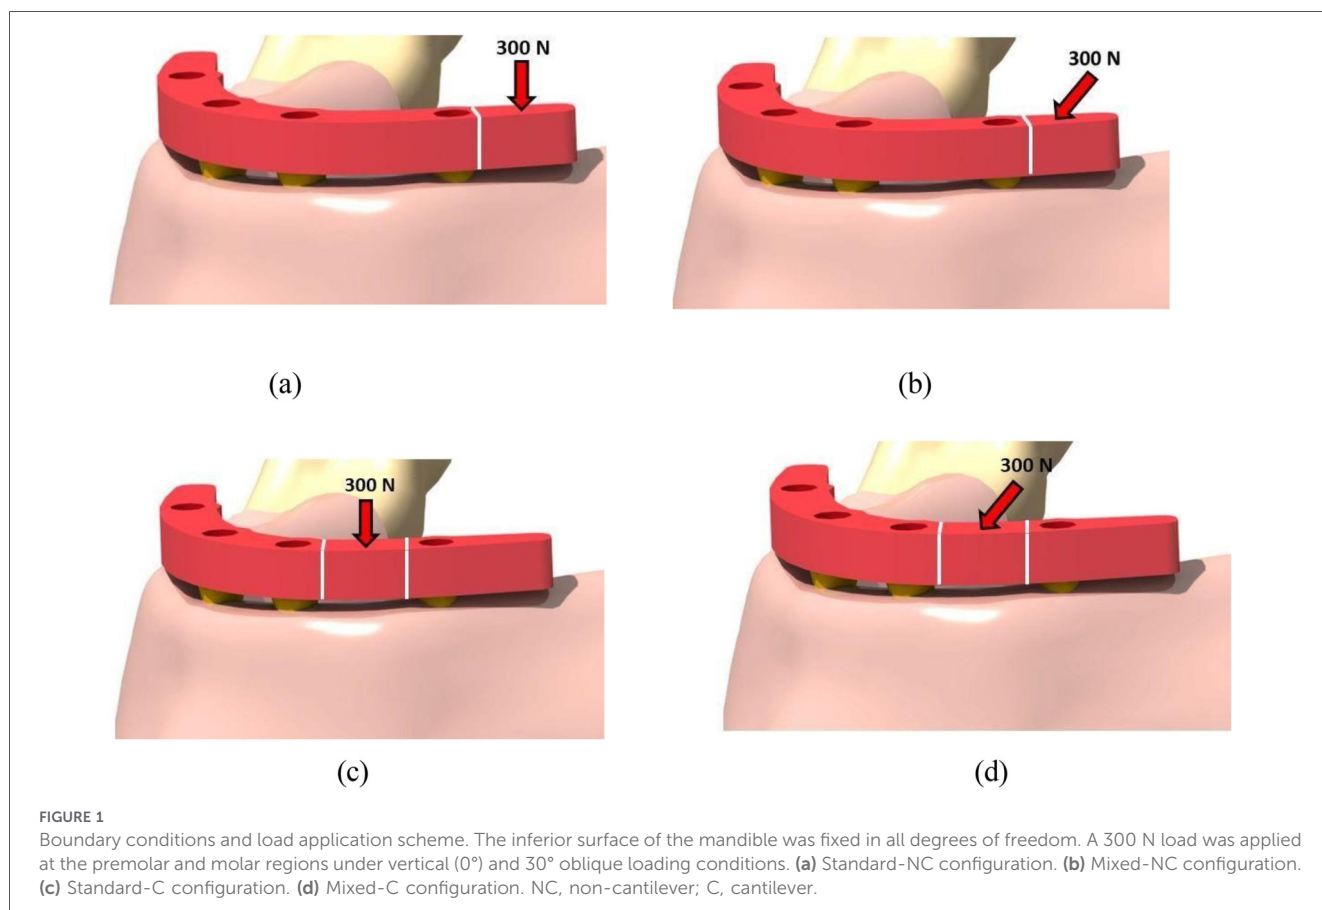 300 N
300 N
(a)
(b)
300 N
300 N
(c)
(d)
FIGURE 1
Boundary conditions and load application scheme. The inferior surface of the mandible was fixed in all degrees of freedom. A 300 N load was applied
at the premolar and molar regions under vertical (0°) and 30° oblique loading conditions. (a) Standard-NC configuration. (b) Mixed-NC configuration.
(c) Standard-C configuration. (d) Mixed-C configuration. NC, non-cantilever; C, cantilever.